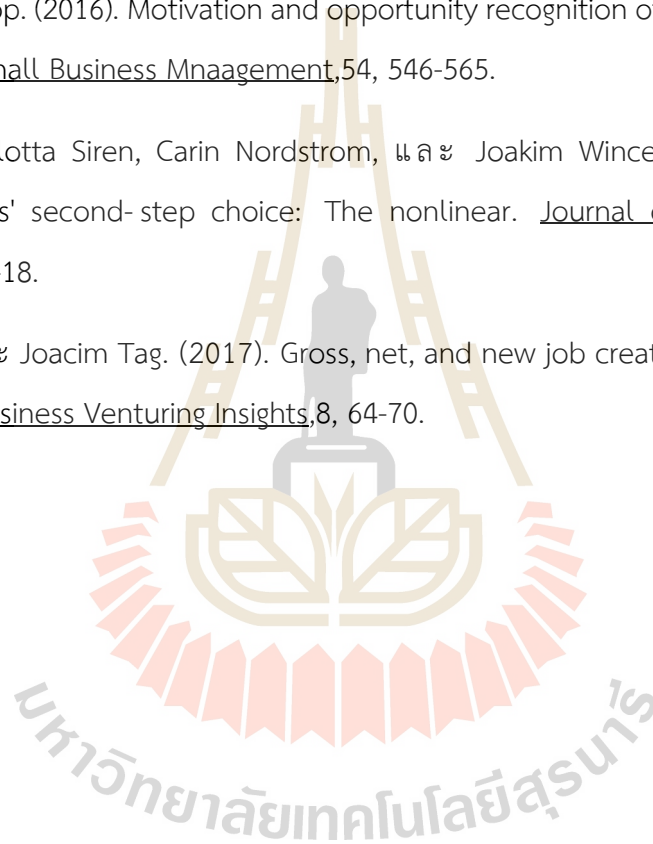 op. (2016). Motivation and opportunity recognition o
nall Business Mnaagement,54, 546-565.
lotta Siren, Carin Nordstrom, และ Joakim Wince
s' second- step choice: The nonlinear. Journal
-18.
ะ Joacim Tag. (2017). Gross, net, and new job creat
siness Venturing Insights,8, 64-70.
มหาวิทยาลัยเทคโนโลยีสุรนารี